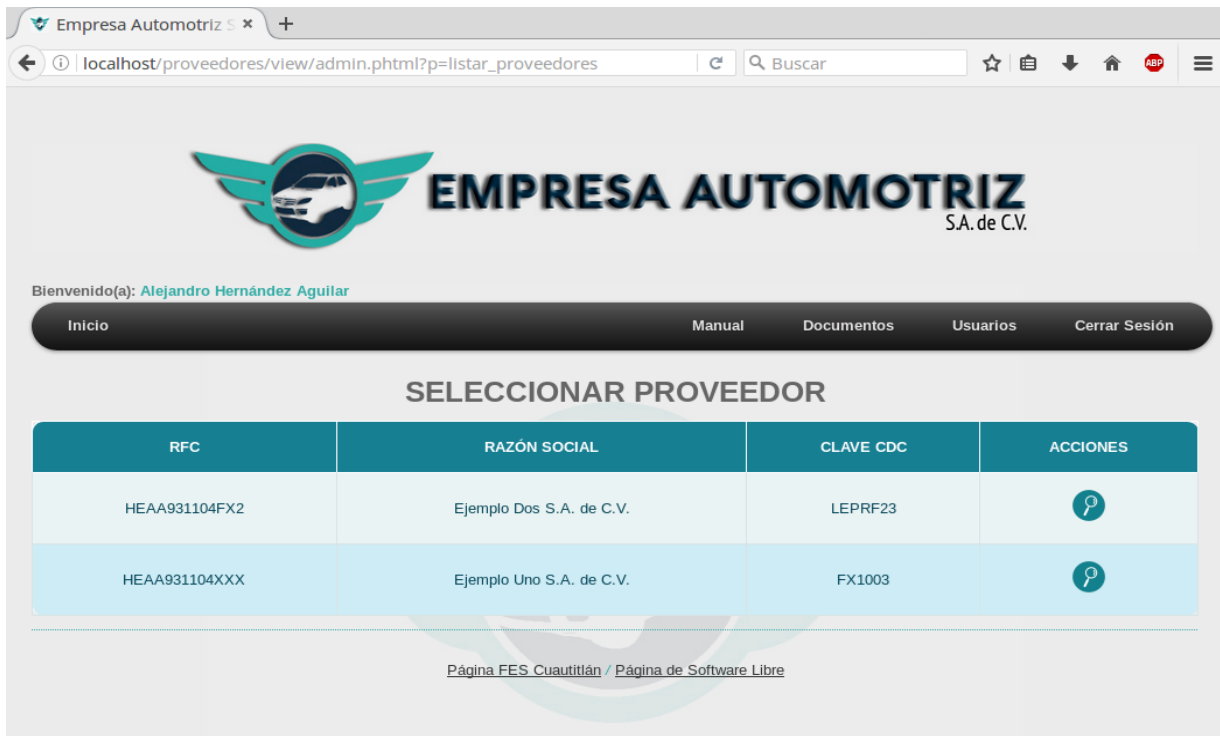 Empresa Automotriz S
localhost/proveedores/view/admin.phtml?p=listar_proveedores
Buscar
ABP
EMPRESA AUTOMOTRIZ
S.A. de C.V.
Bienvenido(a): Alejandro Hernández Aguilar
Inicio Manual Documentos Usuarios Cerrar Sesión
SELECCIONAR PROVEEDOR
RFC RAZÓN SOCIAL CLAVE CDC ACCIONES
HEAA931104FX2 Ejemplo Dos S.A. de C.V. LEPRF23
HEAA931104XXX Ejemplo Uno S.A. de C.V. FX1003
Página FES Cuautitlán / Página de Software Libre